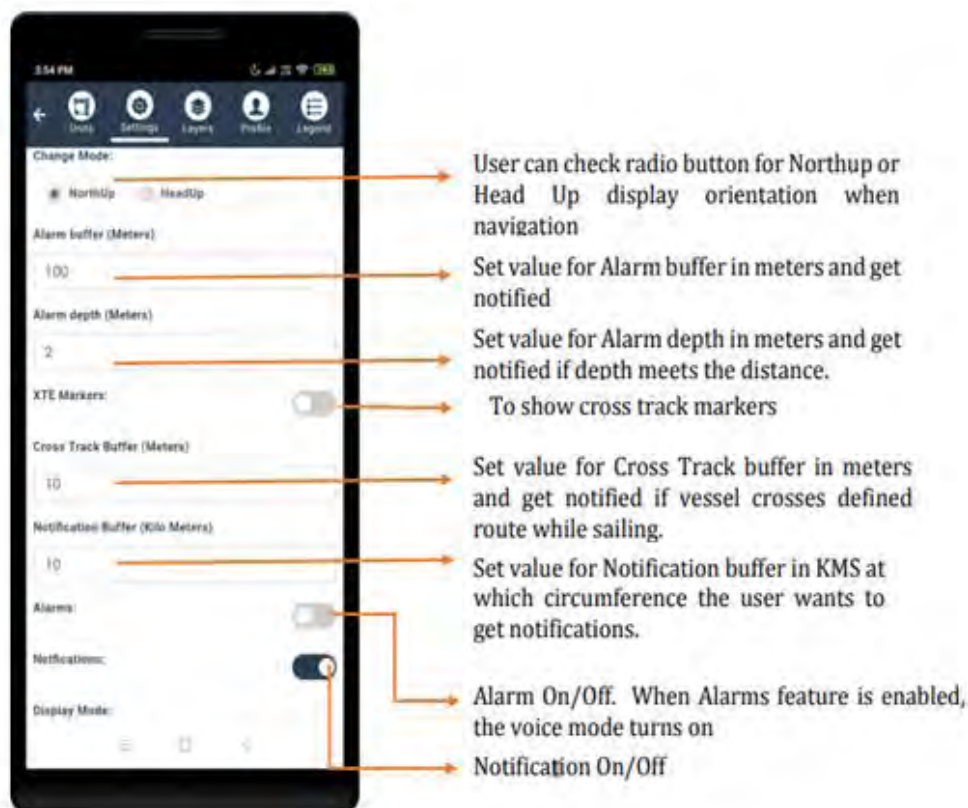 3:54 PM
Units Settings Layers Profile Legend
Change Mode:
NorthUp HeadUp
Alarm buffer (Meters)
100
Alarm depth (Meters)
2
XTE Markers:
Cross Track Buffer (Meters)
10
Notification Buffer (Kilo Meters)
10
Alarms:
Notfications:
Display Mode:
User can check radio button for Northup or
Head Up display orientation when
navigation
Set value for Alarm buffer in meters and get
notified
Set value for Alarm depth in meters and get
notified if depth meets the distance.
To show cross track markers
Set value for Cross Track buffer in meters
and get notified if vessel crosses defined
route while sailing.
Set value for Notification buffer in KMS at
which circumference the user wants to
get notifications.
Alarm On/Off. When Alarms feature is enabled,
the voice mode turns on
Notification On/Off